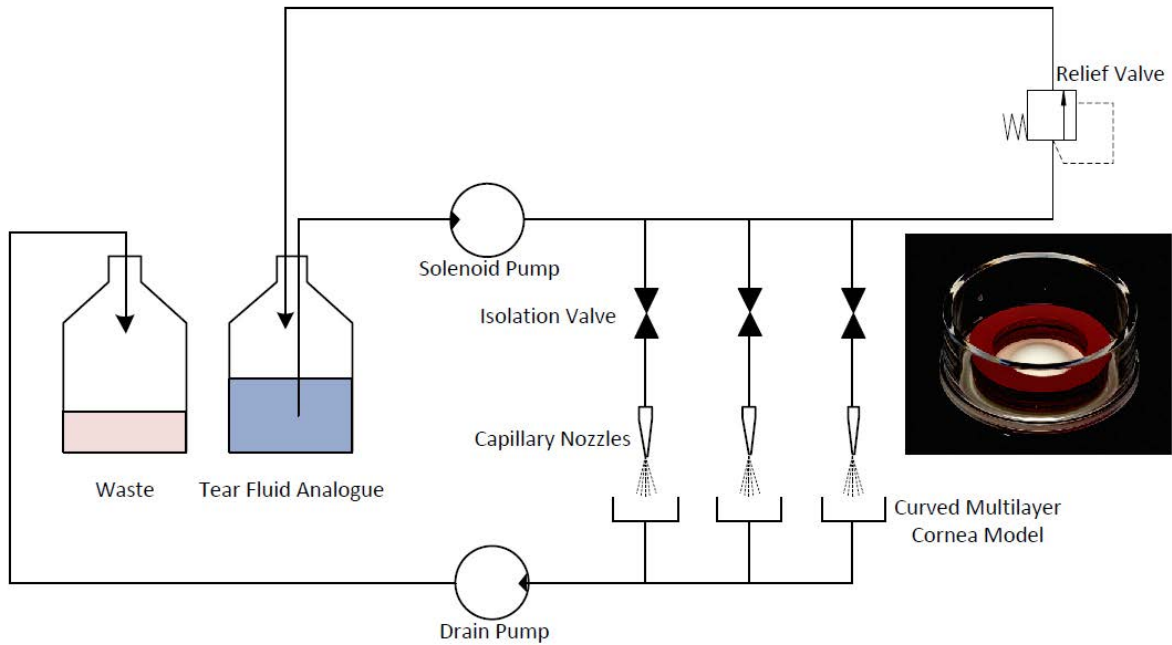 Relief Valve
Solenoid Pump
Isolation Valve
Capillary Nozzles
Waste
Tear Fluid Analogue
Curved Multilayer
Cornea Model
Drain Pump